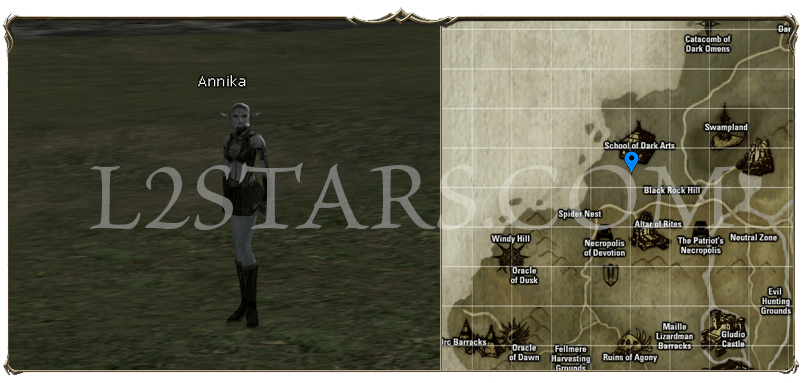 Annika
L2STARS.COM
Catacomb of
Dark Omens
School of Dark Arts
Swampland
Black Rock Hill
Spider Nest
Altar of Rites
Windy Hill
Necropolis
of Devotion
The Patriot's
Necropolis
Neutral Zone
Oracle
of Dusk
Evil
Hunting
Grounds
Orc Barracks
Oracle
of Dawn
Fellmere
Harvesting
Grounds
Ruins of Agony
Maille
Lizardman
Barracks
Gludio
Castle